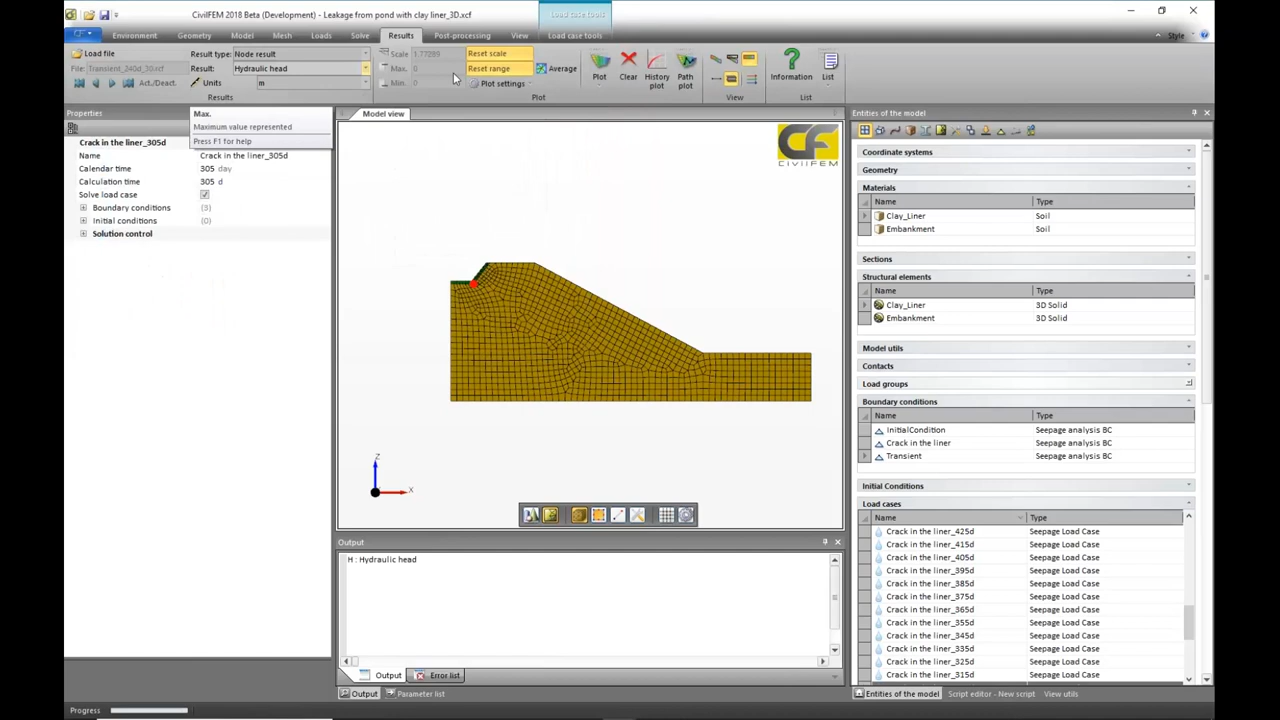 CivilFEM 2018 Beta (Development) - Leakage from pond with clay liner_3D.xcf
Load case tools
Environment Geometry Model Mesh Loads Solve Results Post-processing View Load case tools
Style
Load file
Result type: Node result
Scale 1.77289 Reset scale
File: Transient_240d_30.rcf
Result: Hydraulic head
Max. 0 Reset range
Average
Act./Deact.
Units m
Min. 0 Plot settings
Plot Clear History plot Path plot
Information List
Results Plot View List
Properties
Max.
Maximum value represented
Press F1 for help
Crack in the liner_305d
Name Crack in the liner_305d
Calendar time 305 day
Calculation time 305 d
Solve load case
Boundary conditions (3)
Initial conditions (0)
Solution control
Model view
CF
CIVILFEM
Z
X
Output
H : Hydraulic head
Output Error list
Output Parameter list
Entities of the model
Coordinate systems
Geometry
Materials
Name Type
Clay_Liner Soil
Embankment Soil
Sections
Structural elements
Name Type
Clay_Liner 3D Solid
Embankment 3D Solid
Model utils
Contacts
Load groups
Boundary conditions
Name Type
InitialCondition Seepage analysis BC
Crack in the liner Seepage analysis BC
Transient Seepage analysis BC
Initial Conditions
Load cases
Name Type
Crack in the liner_425d Seepage Load Case
Crack in the liner_415d Seepage Load Case
Crack in the liner_405d Seepage Load Case
Crack in the liner_395d Seepage Load Case
Crack in the liner_385d Seepage Load Case
Crack in the liner_375d Seepage Load Case
Crack in the liner_365d Seepage Load Case
Crack in the liner_355d Seepage Load Case
Crack in the liner_345d Seepage Load Case
Crack in the liner_335d Seepage Load Case
Crack in the liner_325d Seepage Load Case
Crack in the liner_315d Seepage Load Case
Entities of the model Script editor - New script View utils
Progress